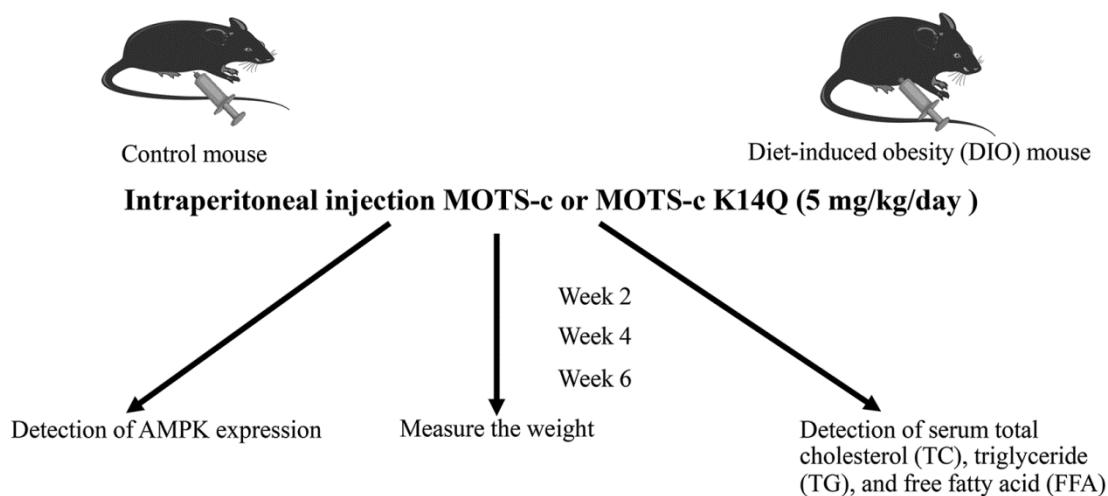 Control mouse
Diet-induced obesity (DIO) mouse
Intraperitoneal injection MOTS-c or MOTS-c K14Q (5 mg/kg/day )
Week 2
Week 4
Week 6
Detection of AMPK expression
Measure the weight
Detection of serum total
cholesterol (TC), triglyceride
(TG), and free fatty acid (FFA)